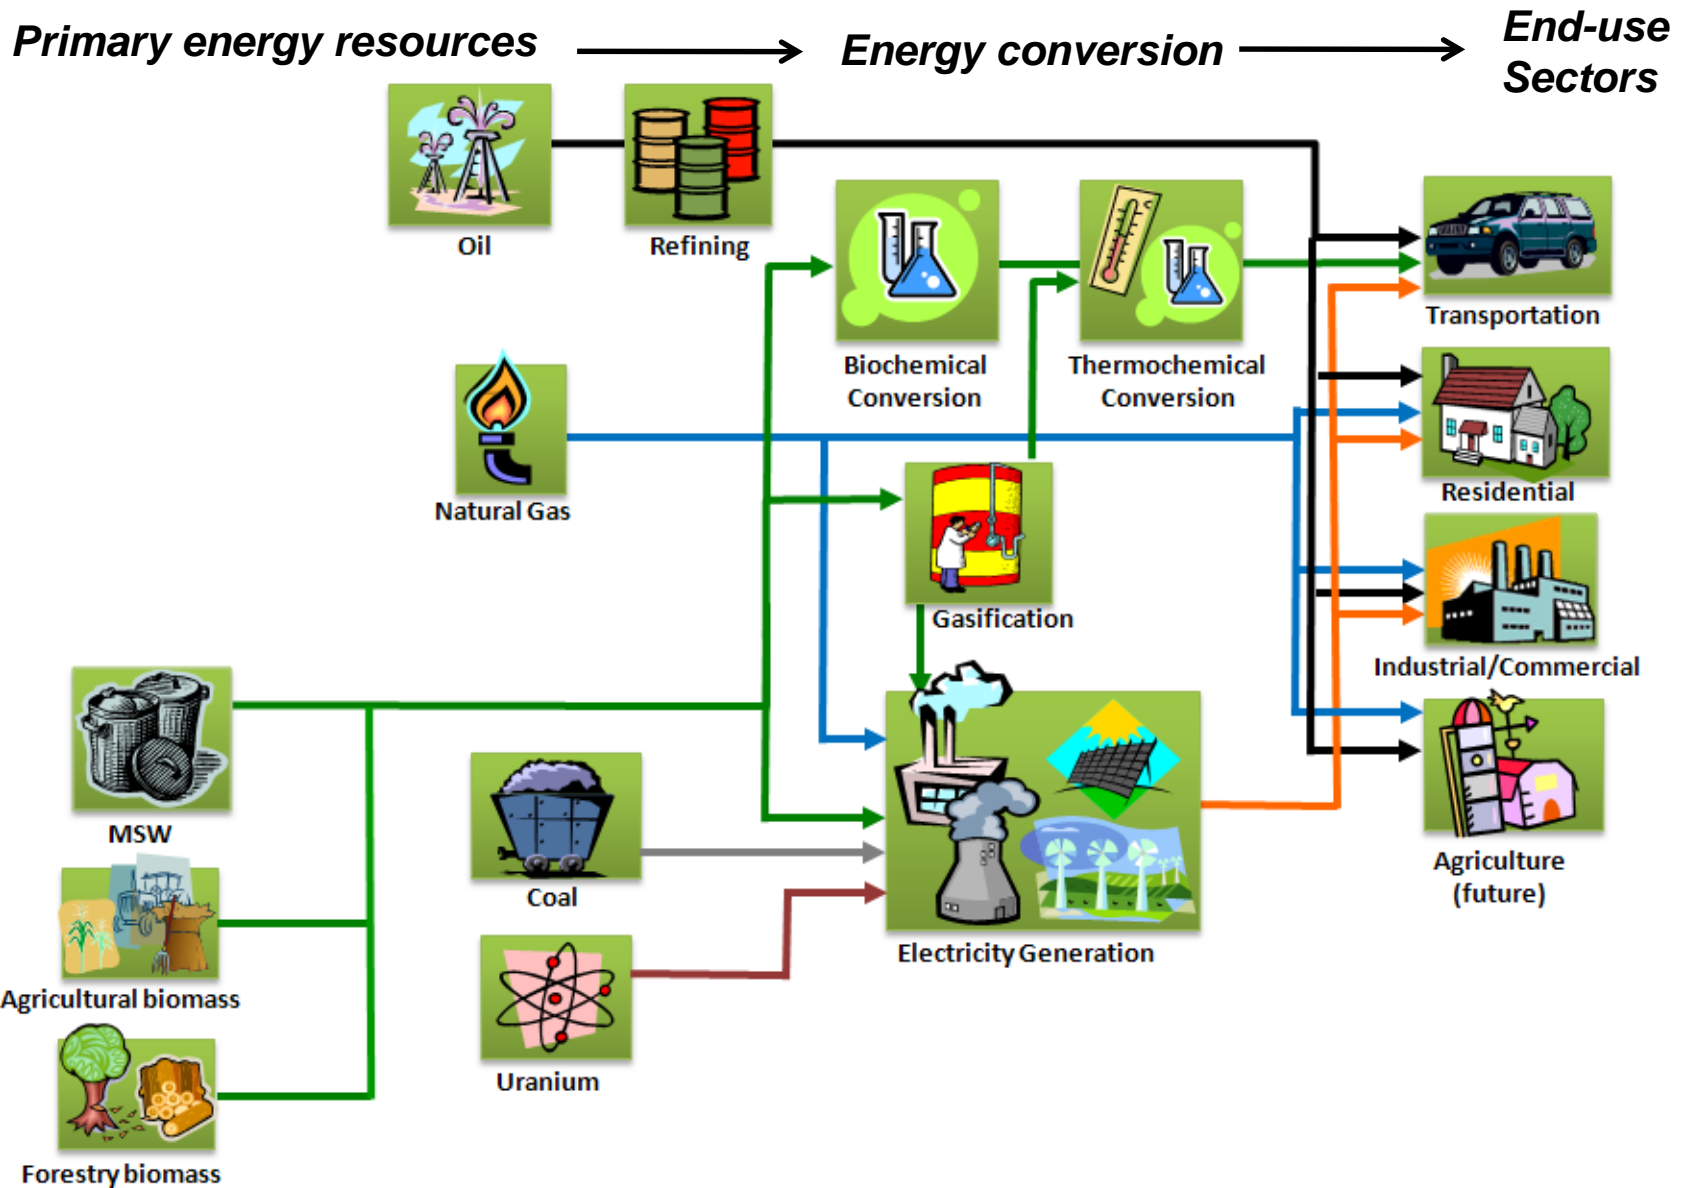 Primary energy resources
Energy conversion
End-use
Sectors
Oil
Refining
Biochemical
Conversion
Thermochemical
Conversion
Transportation
Natural Gas
Residential
Gasification
Industrial/Commercial
MSW
Coal
Agriculture
(future)
Electricity Generation
Agricultural biomass
Uranium
Forestry biomass